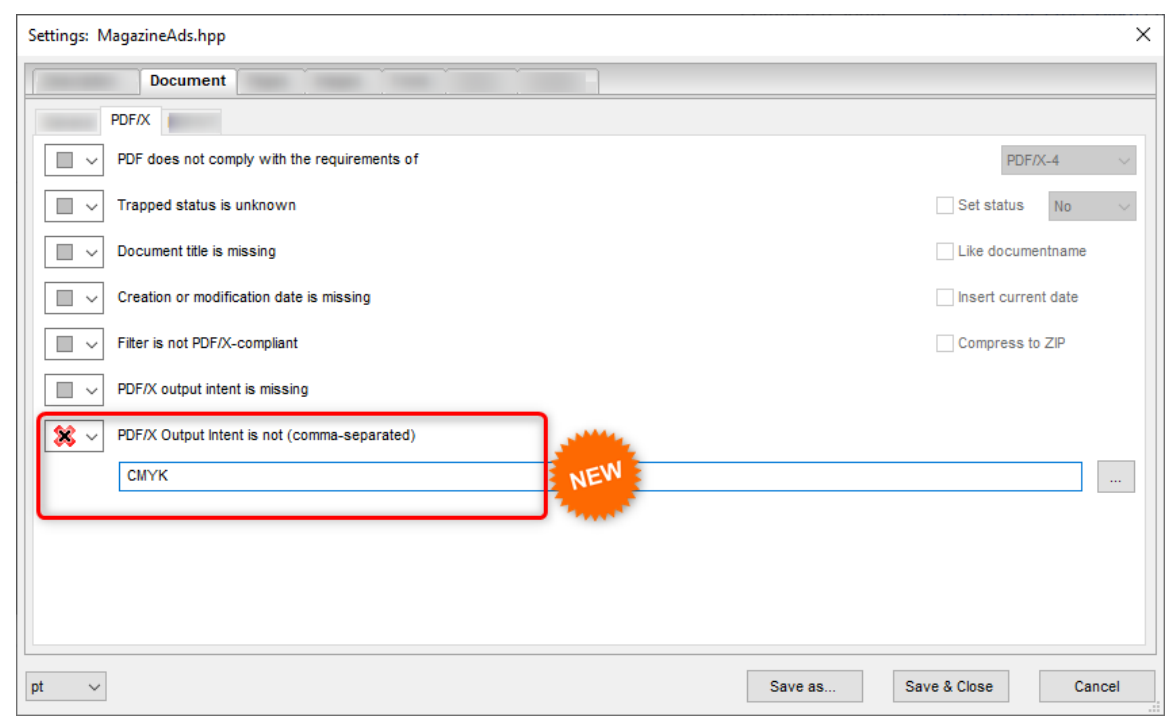 Settings: MagazineAds.hpp
Document
PDF/X
PDF does not comply with the requirements of PDF/X-4
Trapped status is unknown Set status No
Document title is missing Like documentname
Creation or modification date is missing Insert current date
Filter is not PDF/X-compliant Compress to ZIP
PDF/X output intent is missing
PDF/X Output Intent is not (comma-separated)
CMYK
NEW
...
pt Save as... Save & Close Cancel